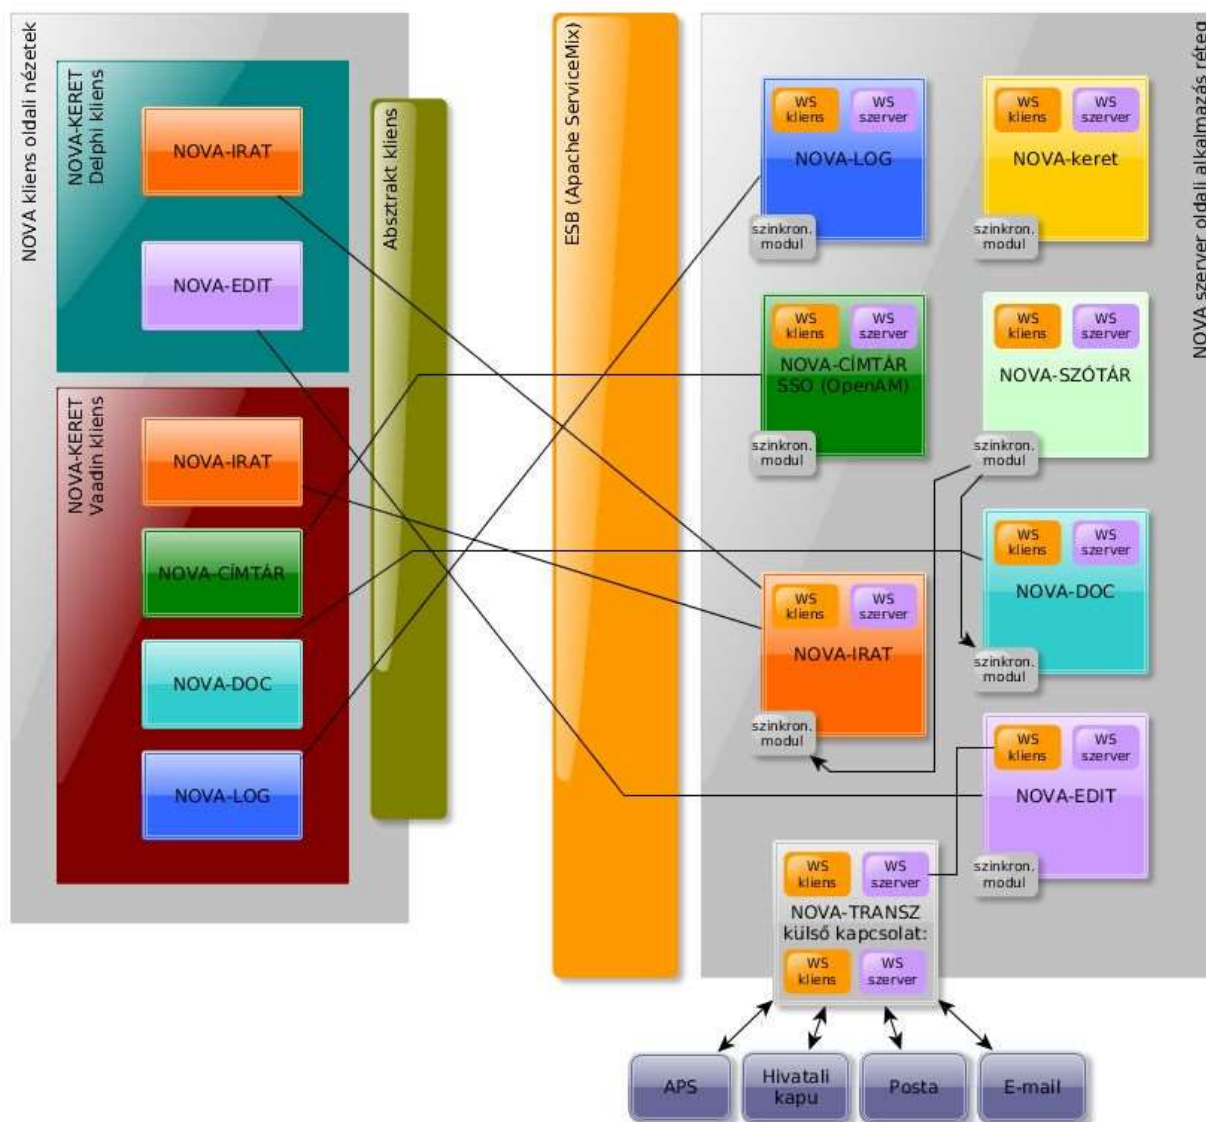 NOVA kliens oldali nézetek
NOVA-KERET
Delphi kliens
NOVA-IRAT
NOVA-EDIT
NOVA-KERET
Vaadin kliens
NOVA-IRAT
NOVA-CÍMTÁR
NOVA-DOC
NOVA-LOG
Absztrakt kliens
ESB (Apache ServiceMix)
NOVA szerver oldali alkalmazás réteg
WS
kliens
WS
szerver
NOVA-LOG
szinkron.
modul
WS
kliens
WS
szerver
NOVA-keret
szinkron.
modul
WS
kliens
WS
szerver
NOVA-CÍMTÁR
SSO (OpenAM)
szinkron.
modul
WS
kliens
WS
szerver
NOVA-SZÓTÁR
szinkron.
modul
WS
kliens
WS
szerver
NOVA-DOC
szinkron.
modul
WS
kliens
WS
szerver
NOVA-IRAT
szinkron.
modul
WS
kliens
WS
szerver
NOVA-EDIT
szinkron.
modul
WS
kliens
WS
szerver
NOVA-TRANSZ
külső kapcsolat:
WS
kliens
WS
szerver
APS
Hivatali
kapu
Posta
E-mail